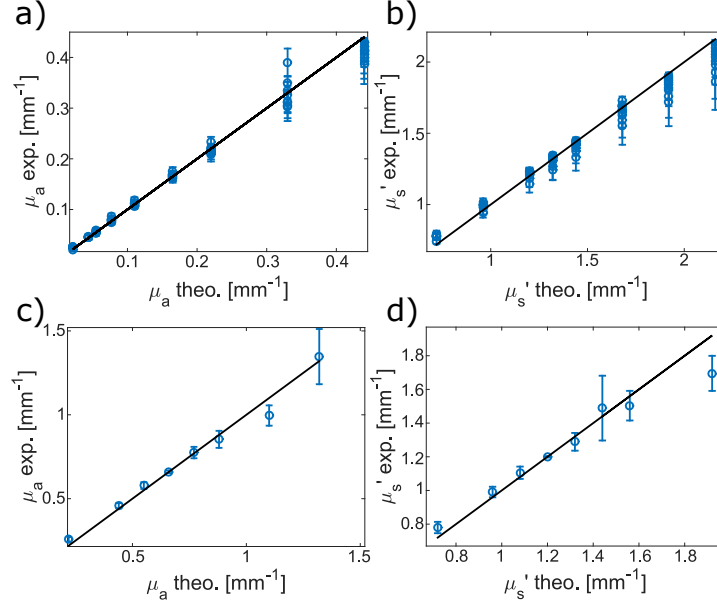 a)
0.4
0.3
0.2
0.1
μa exp. [mm-1]
0.1 0.2 0.3 0.4
μa theo. [mm-1]
b)
2
1.5
1
μs' exp. [mm-1]
1 1.5 2
μs' theo. [mm-1]
c)
1.5
1
0.5
μa exp. [mm-1]
0.5 1 1.5
μa theo. [mm-1]
d)
1.8
1.6
1.4
1.2
1
0.8
μs' exp. [mm-1]
0.8 1 1.2 1.4 1.6 1.8
μs' theo. [mm-1]